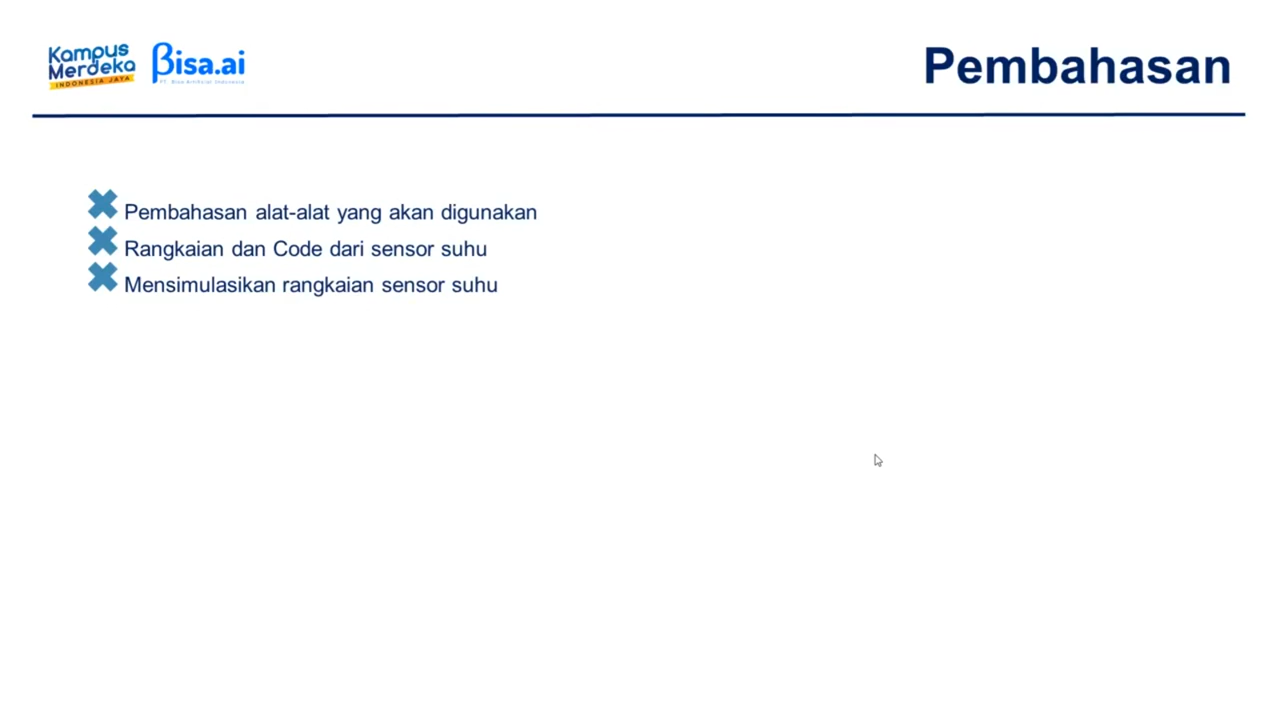 Kampus
Merdeka
INDONESIA JAYA
βisa.ai
Pembahasan
Pembahasan alat-alat yang akan digunakan
Rangkaian dan Code dari sensor suhu
Mensimulasikan rangkaian sensor suhu